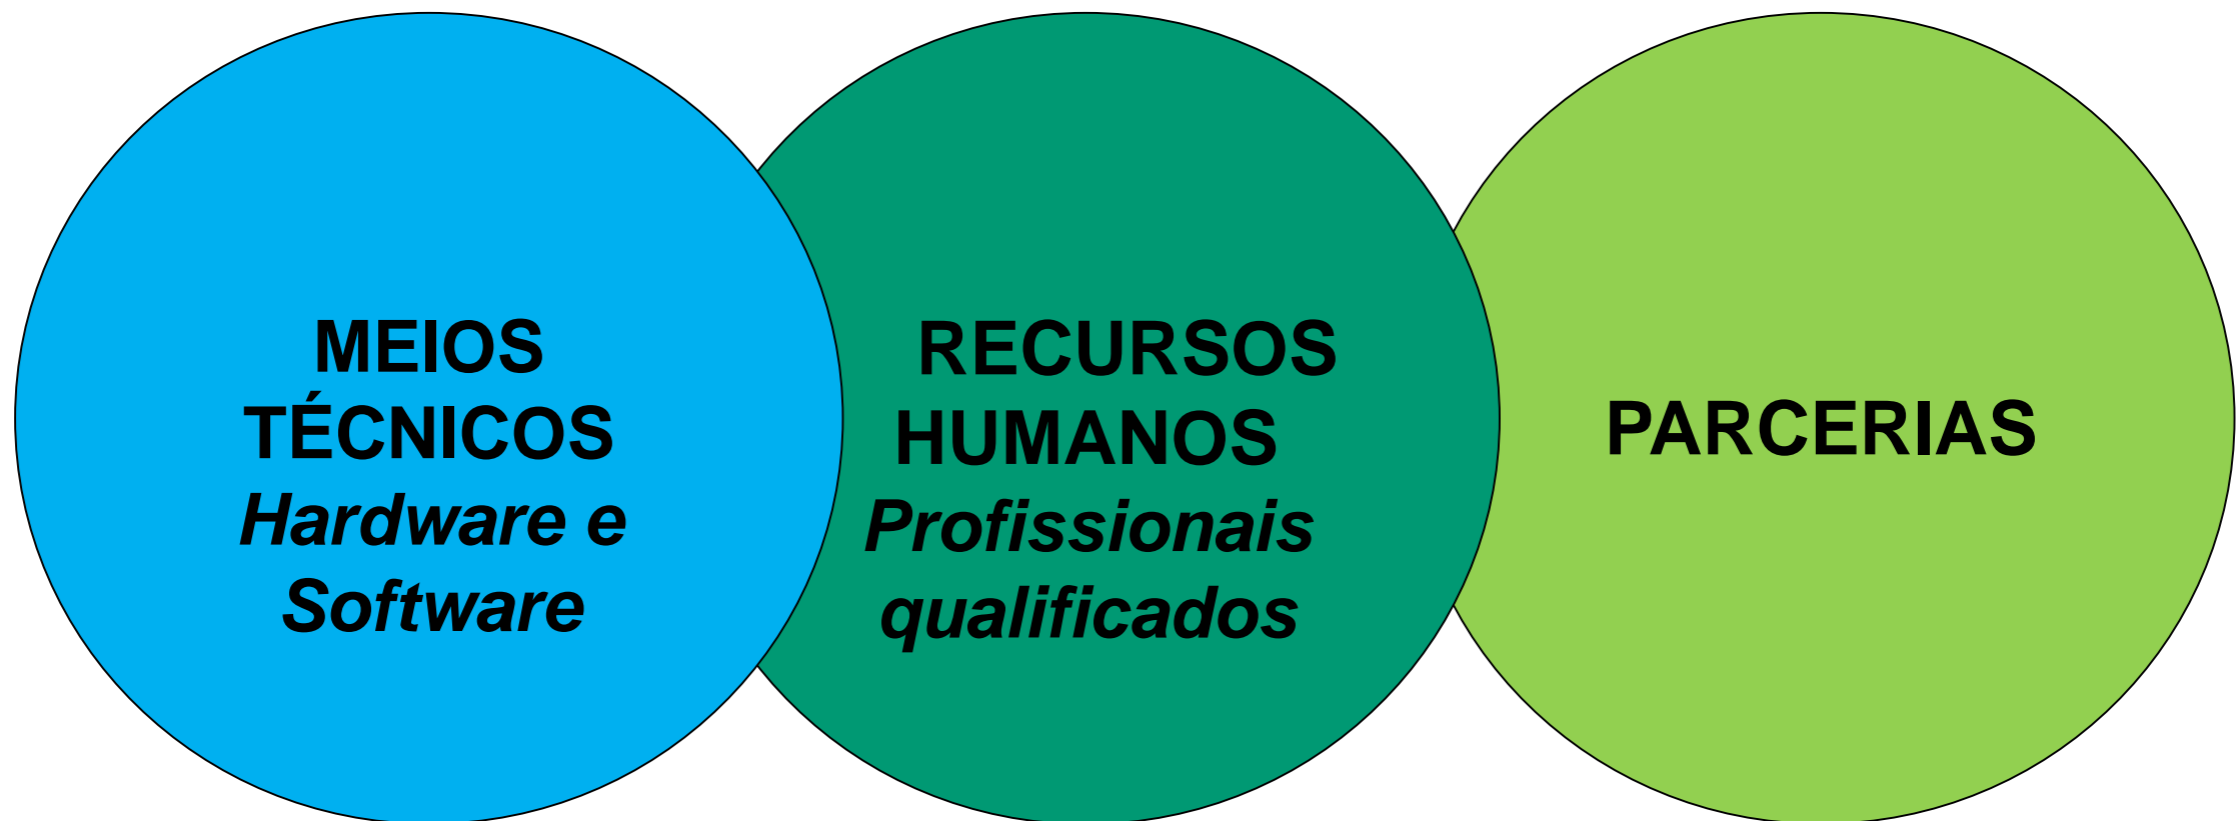 MEIOS
TÉCNICOS
Hardware e
Software
RECURSOS
HUMANOS
Profissionais
qualificados
PARCERIAS